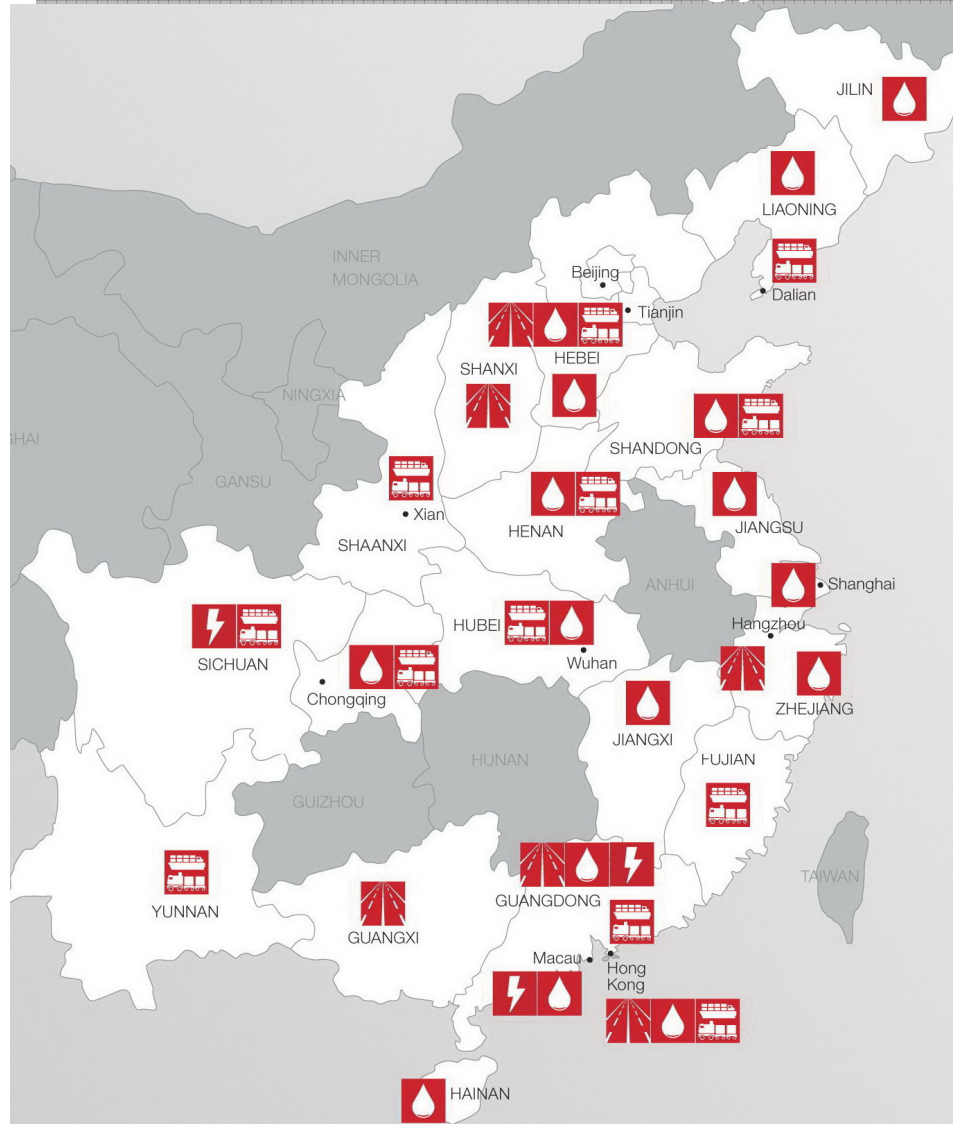 JILIN
LIAONING
INNER
MONGOLIA
Beijing
Dalian
Tianjin
HEBEI
SHANXI
NINGXIA
SHANDONG
GANSU
Xian
HENAN
JIANGSU
SHAANXI
ANHUI
Shanghai
HUBEI
Hangzhou
Wuhan
SICHUAN
Chongqing
ZHEJIANG
JIANGXI
HUNAN
FUJIAN
GUIZHOU
TAIWAN
GUANGDONG
YUNNAN
GUANGXI
Macau
Hong
Kong
HAINAN